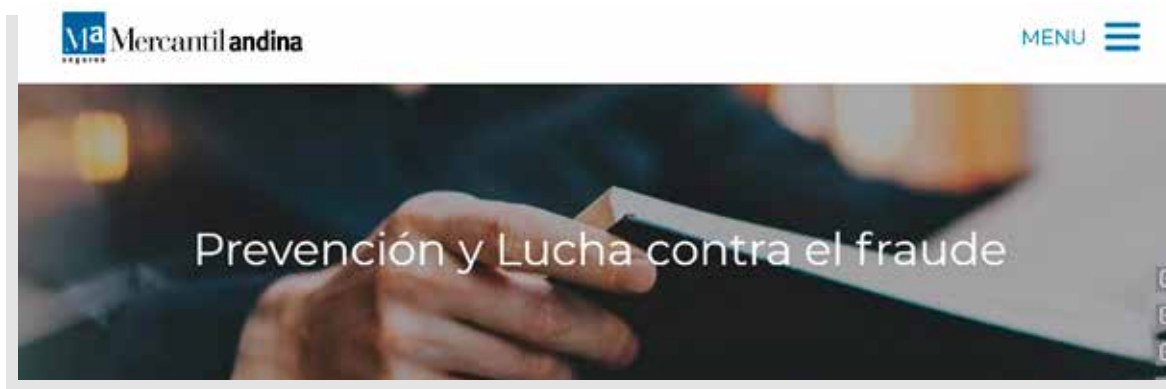 Ma Mercantil andina
seguros
MENU
Prevención y Lucha contra el fraude